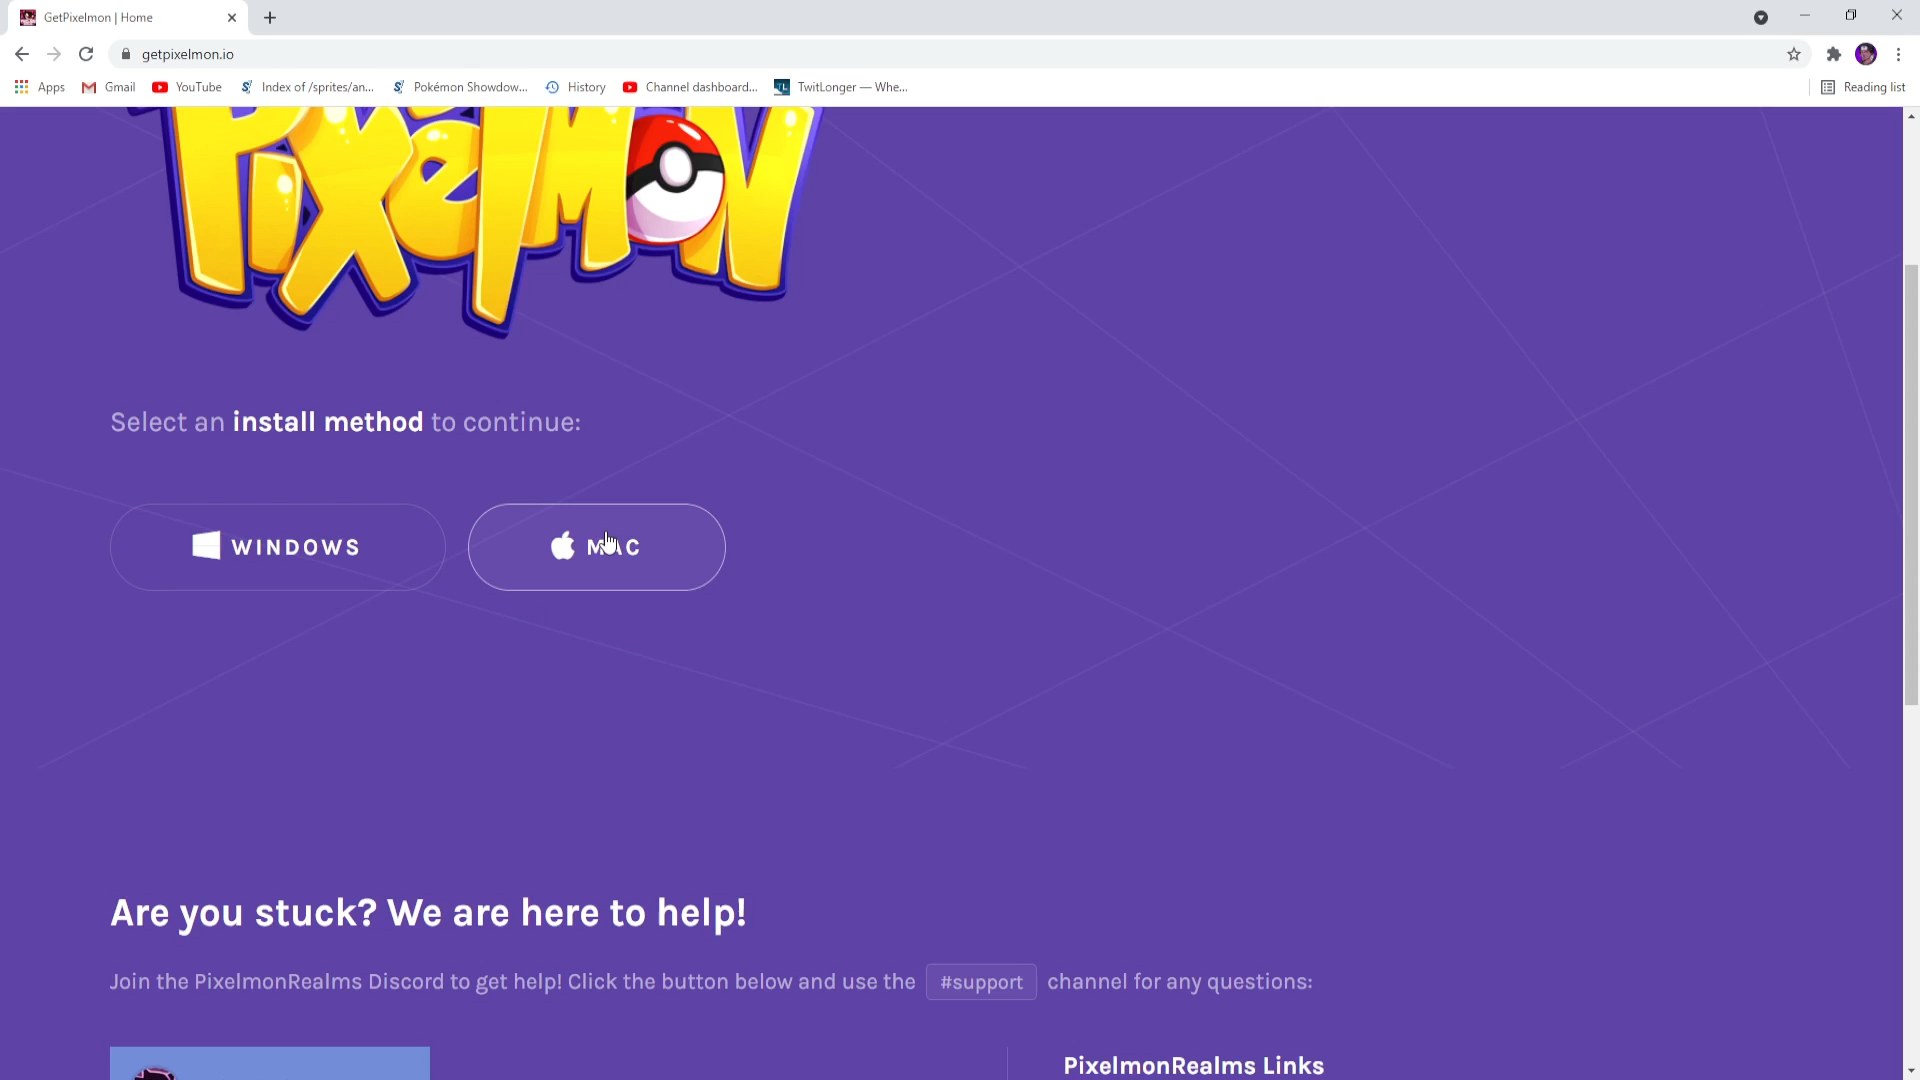 GetPixelmon | Home
getpixelmon.io
Apps Gmail YouTube Index of /sprites/an... Pokémon Showdow... History Channel dashboard... TwitLonger — Whe... Reading list
PixelMON
Select an install method to continue:
WINDOWS MAC
Are you stuck? We are here to help!
Join the PixelmonRealms Discord to get help! Click the button below and use the #support channel for any questions:
PixelmonRealms Links